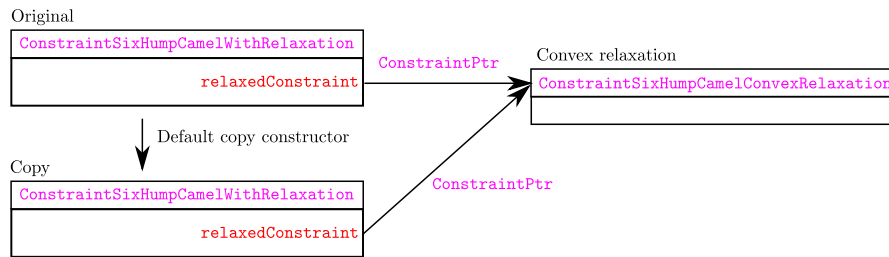 Original
ConstraintSixHumpCamelWithRelaxation
relaxedConstraint
ConstraintPtr
Convex relaxation
ConstraintSixHumpCamelConvexRelaxation
Default copy constructor
Copy
ConstraintSixHumpCamelWithRelaxation
relaxedConstraint
ConstraintPtr